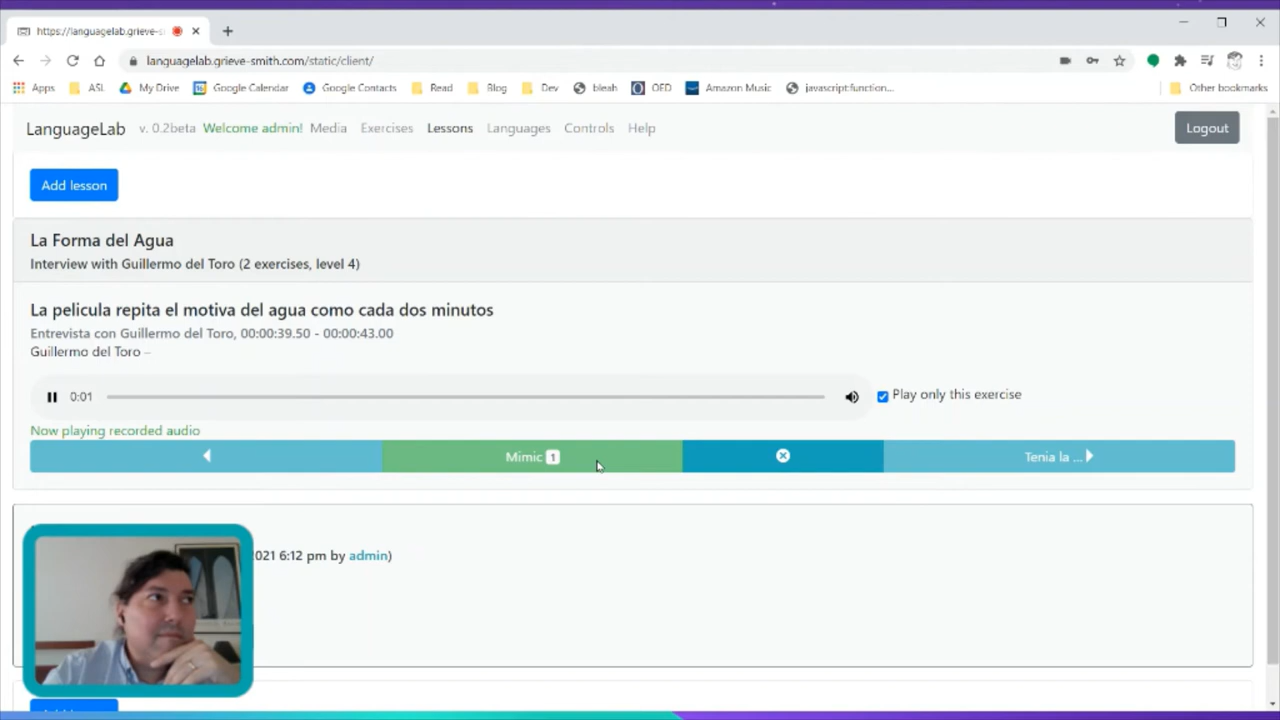 https://languagelab.grieve-s
languagelab.grieve-smith.com/static/client/
Apps ASL My Drive Google Calendar Google Contacts Read Blog Dev bleah OED Amazon Music javascript:function... Other bookmarks
LanguageLab v. 0.2beta Welcome admin! Media Exercises Lessons Languages Controls Help Logout
Add lesson
La Forma del Agua
Interview with Guillermo del Toro (2 exercises, level 4)
La pelicula repita el motiva del agua como cada dos minutos
Entrevista con Guillermo del Toro, 00:00:39.50 - 00:00:43.00
Guillermo del Toro –
0:01 Play only this exercise
Now playing recorded audio
Mimic 1 Tenia la ...
2021 6:12 pm by admin)